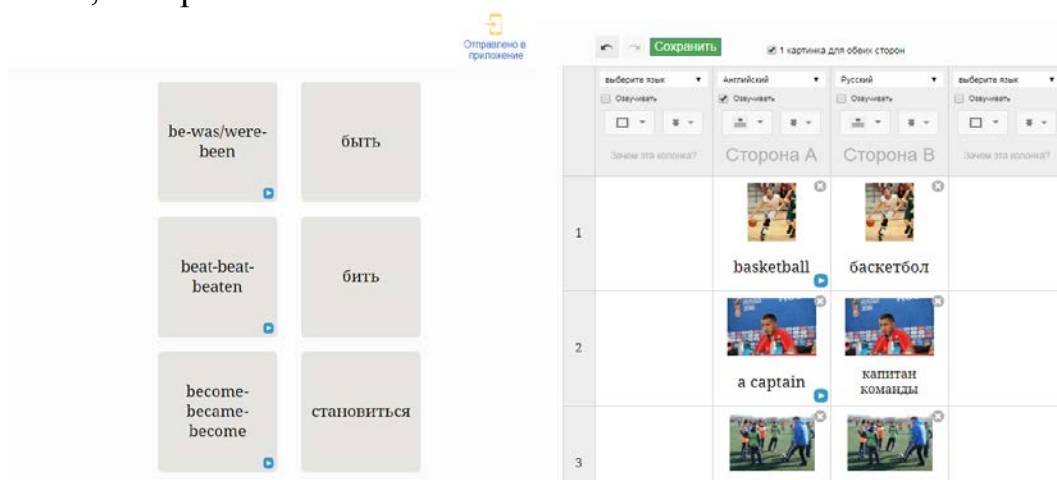 Отправлено в
приложение
be-was/were-
been
быть
beat-beat-
beaten
бить
become-
became-
become
становиться
Сохранить
1 картинка для обеих сторон
выберите язык
Английский
Русский
выберите язык
Озвучивать
Озвучивать
Озвучивать
Озвучивать
Зачем эта колонка?
Сторона A
Сторона B
Зачем эта колонка?
1
basketball
баскетбол
2
a captain
капитан
команды
3